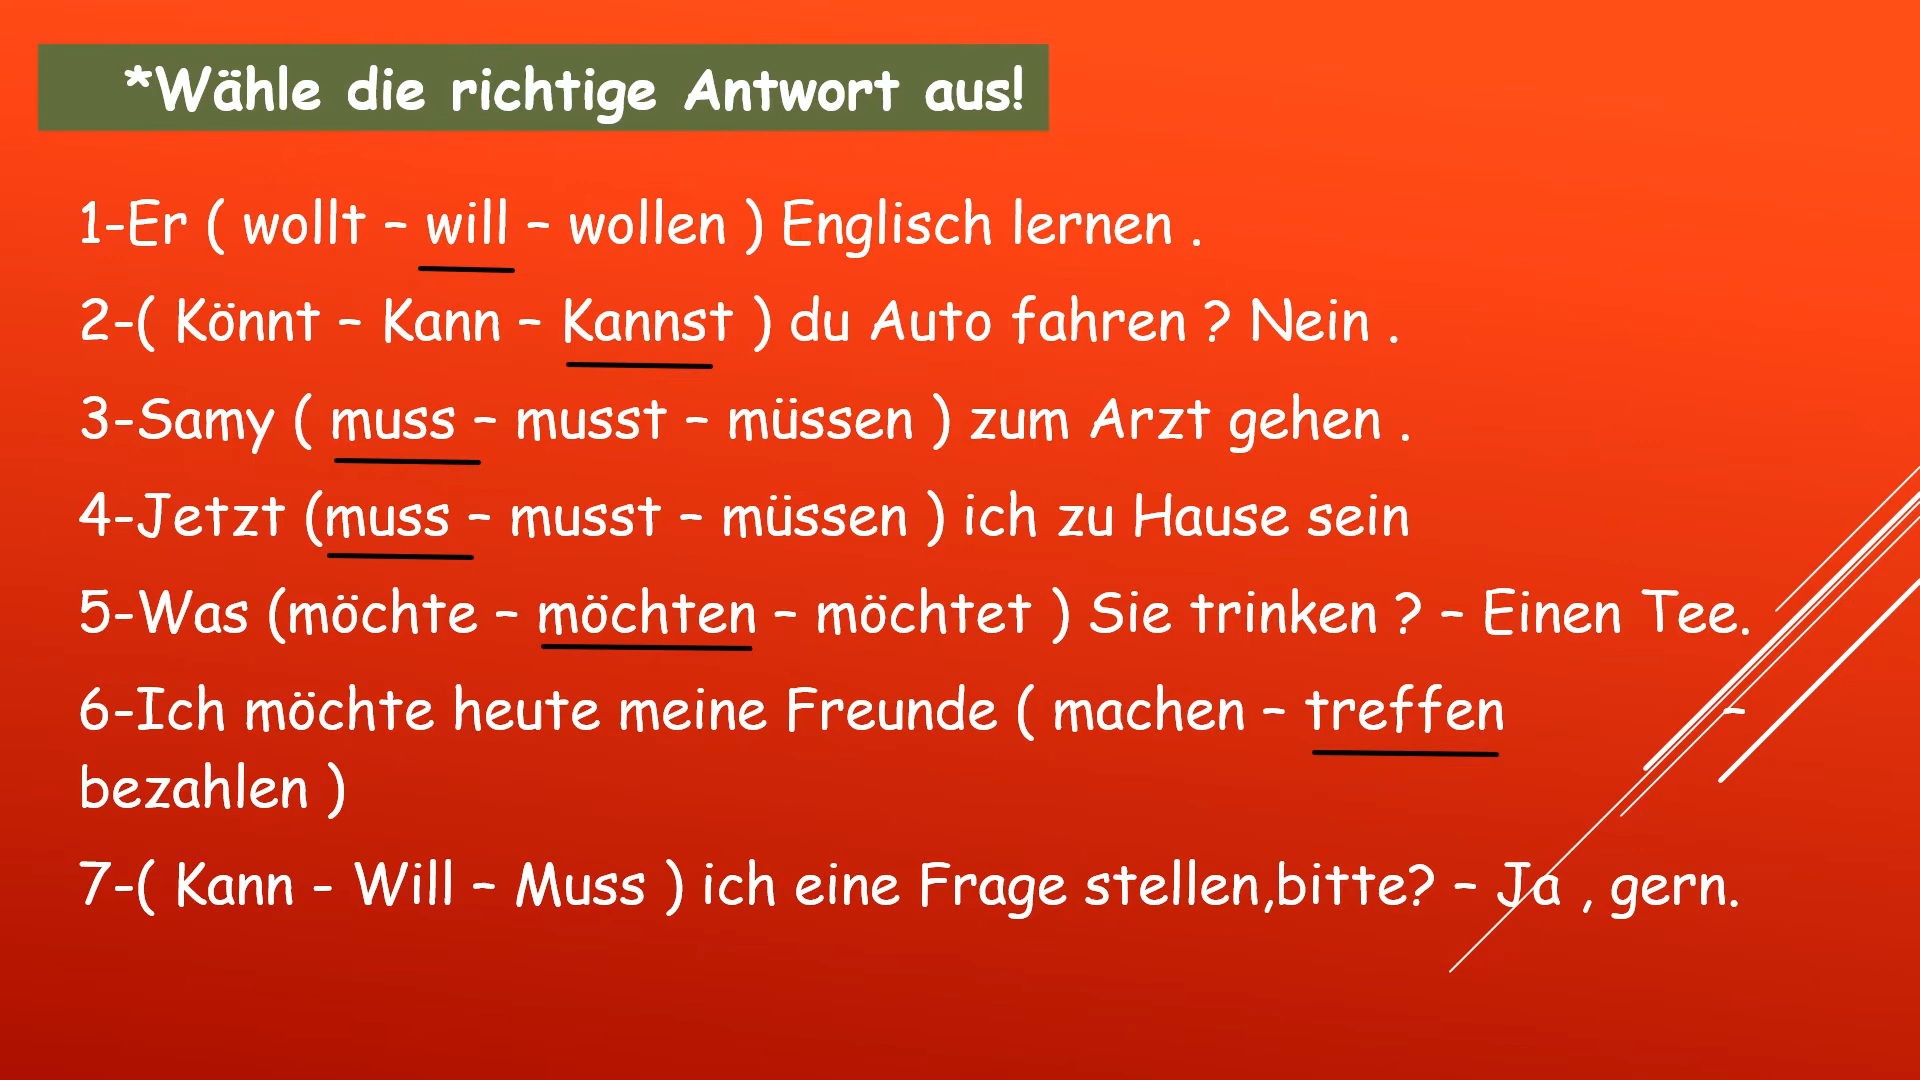 *Wähle die richtige Antwort aus!
1-Er ( wollt – will – wollen ) Englisch lernen .
2-( Könnt – Kann – Kannst ) du Auto fahren ? Nein .
3-Samy ( muss – musst – müssen ) zum Arzt gehen .
4-Jetzt (muss – musst – müssen ) ich zu Hause sein
5-Was (möchte – möchten – möchtet ) Sie trinken ? – Einen Tee.
6-Ich möchte heute meine Freunde ( machen – treffen –
bezahlen )
7-( Kann - Will – Muss ) ich eine Frage stellen,bitte? – Ja , gern.